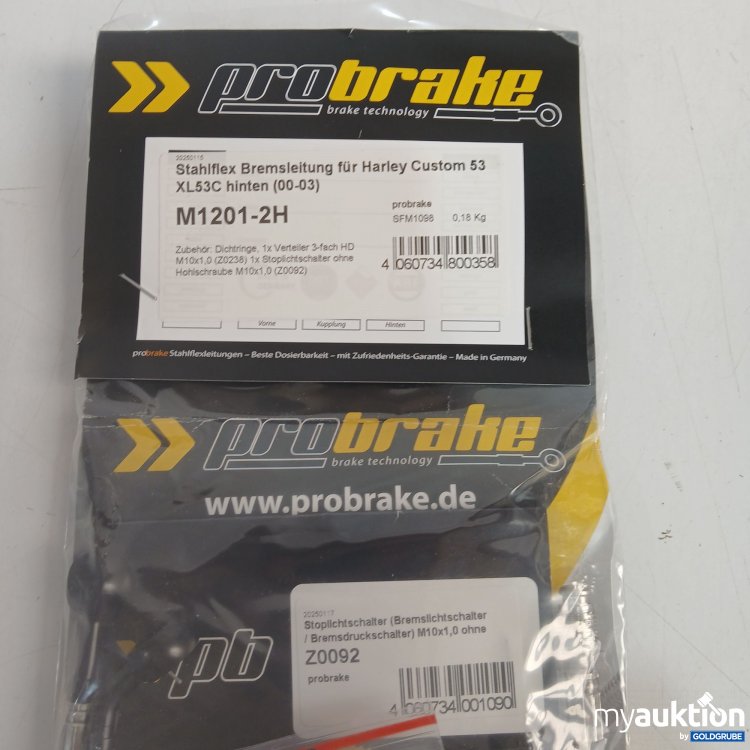 probrake
brake technology
20250115
Stahlflex Bremsleitung für Harley Custom 53
XL53C hinten (00-03)
M1201-2H
probrake
SFM1098 0,18 Kg
Zubehör: Dichtringe, 1x Verteiler 3-fach HD
M10x1,0 (Z0238) 1x Stoplichtschalter ohne
Hohlschraube M10x1,0 (Z0092)
4 060734 800358
Vorne Kupplung Hinten
probrake Stahlflexleitungen – Beste Dosierbarkeit – mit Zufriedenheits-Garantie – Made in Germany
probrake
brake technology
www.probrake.de
20250117
Stoplichtschalter (Bremslichtschalter
/ Bremsdruckschalter) M10x1,0 ohne
Z0092
probrake
4 060734 001090
pb
myauktion
by GOLDGRUBE